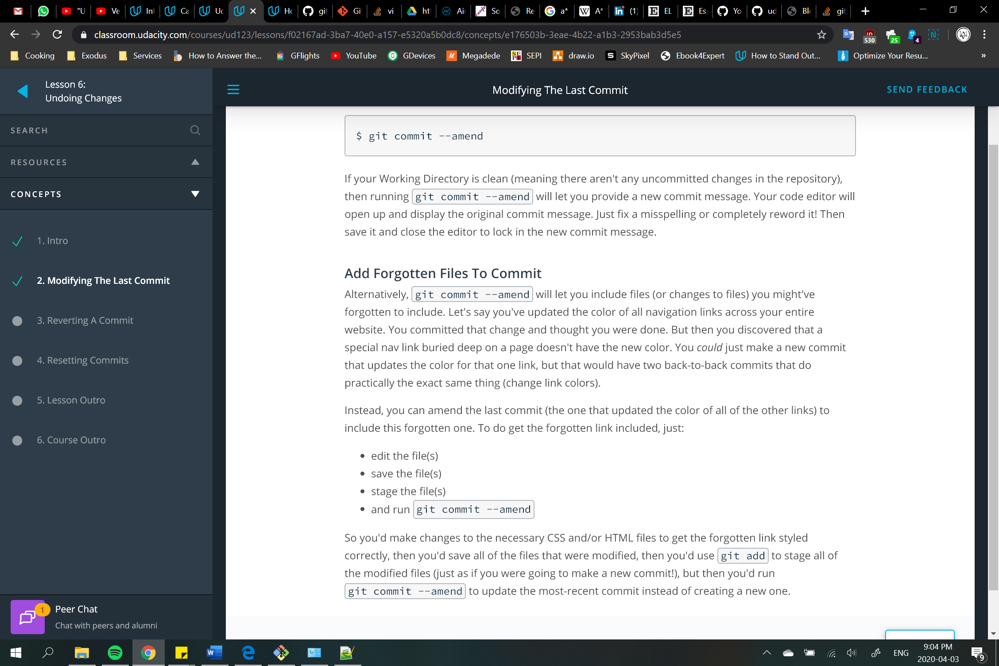 "U
Ve
Int
Ca
Uc
Ho
git
Gi
vi
htt
Ai
So
Re
a*
A*
(1)
EL
Es
Yo
ud
Blo
git
classroom.udacity.com/courses/ud123/lessons/f02167ad-3ba7-40e0-a157-e5320a5b0dc8/concepts/e176503b-3eae-4b22-a1b3-2953bab3d5e5
530
25
4
Cooking
Exodus
Services
How to Answer the...
GFlights
YouTube
GDevices
Megadede
SEPI
draw.io
SkyPixel
Ebook4Expert
How to Stand Out...
Optimize Your Resu...
»
Lesson 6:
Undoing Changes
Modifying The Last Commit
SEND FEEDBACK
SEARCH
RESOURCES
CONCEPTS
1. Intro
2. Modifying The Last Commit
3. Reverting A Commit
4. Resetting Commits
5. Lesson Outro
6. Course Outro
1
Peer Chat
Chat with peers and alumni
$ git commit --amend
If your Working Directory is clean (meaning there aren't any uncommitted changes in the repository),
then running git commit --amend will let you provide a new commit message. Your code editor will
open up and display the original commit message. Just fix a misspelling or completely reword it! Then
save it and close the editor to lock in the new commit message.
Add Forgotten Files To Commit
Alternatively, git commit --amend will let you include files (or changes to files) you might've
forgotten to include. Let's say you've updated the color of all navigation links across your entire
website. You committed that change and thought you were done. But then you discovered that a
special nav link buried deep on a page doesn't have the new color. You could just make a new commit
that updates the color for that one link, but that would have two back-to-back commits that do
practically the exact same thing (change link colors).
Instead, you can amend the last commit (the one that updated the color of all of the other links) to
include this forgotten one. To do get the forgotten link included, just:
• edit the file(s)
• save the file(s)
• stage the file(s)
• and run git commit --amend
So you'd make changes to the necessary CSS and/or HTML files to get the forgotten link styled
correctly, then you'd save all of the files that were modified, then you'd use git add to stage all of
the modified files (just as if you were going to make a new commit!), but then you'd run
git commit --amend to update the most-recent commit instead of creating a new one.
ENG
9:04 PM
2020-04-03
9